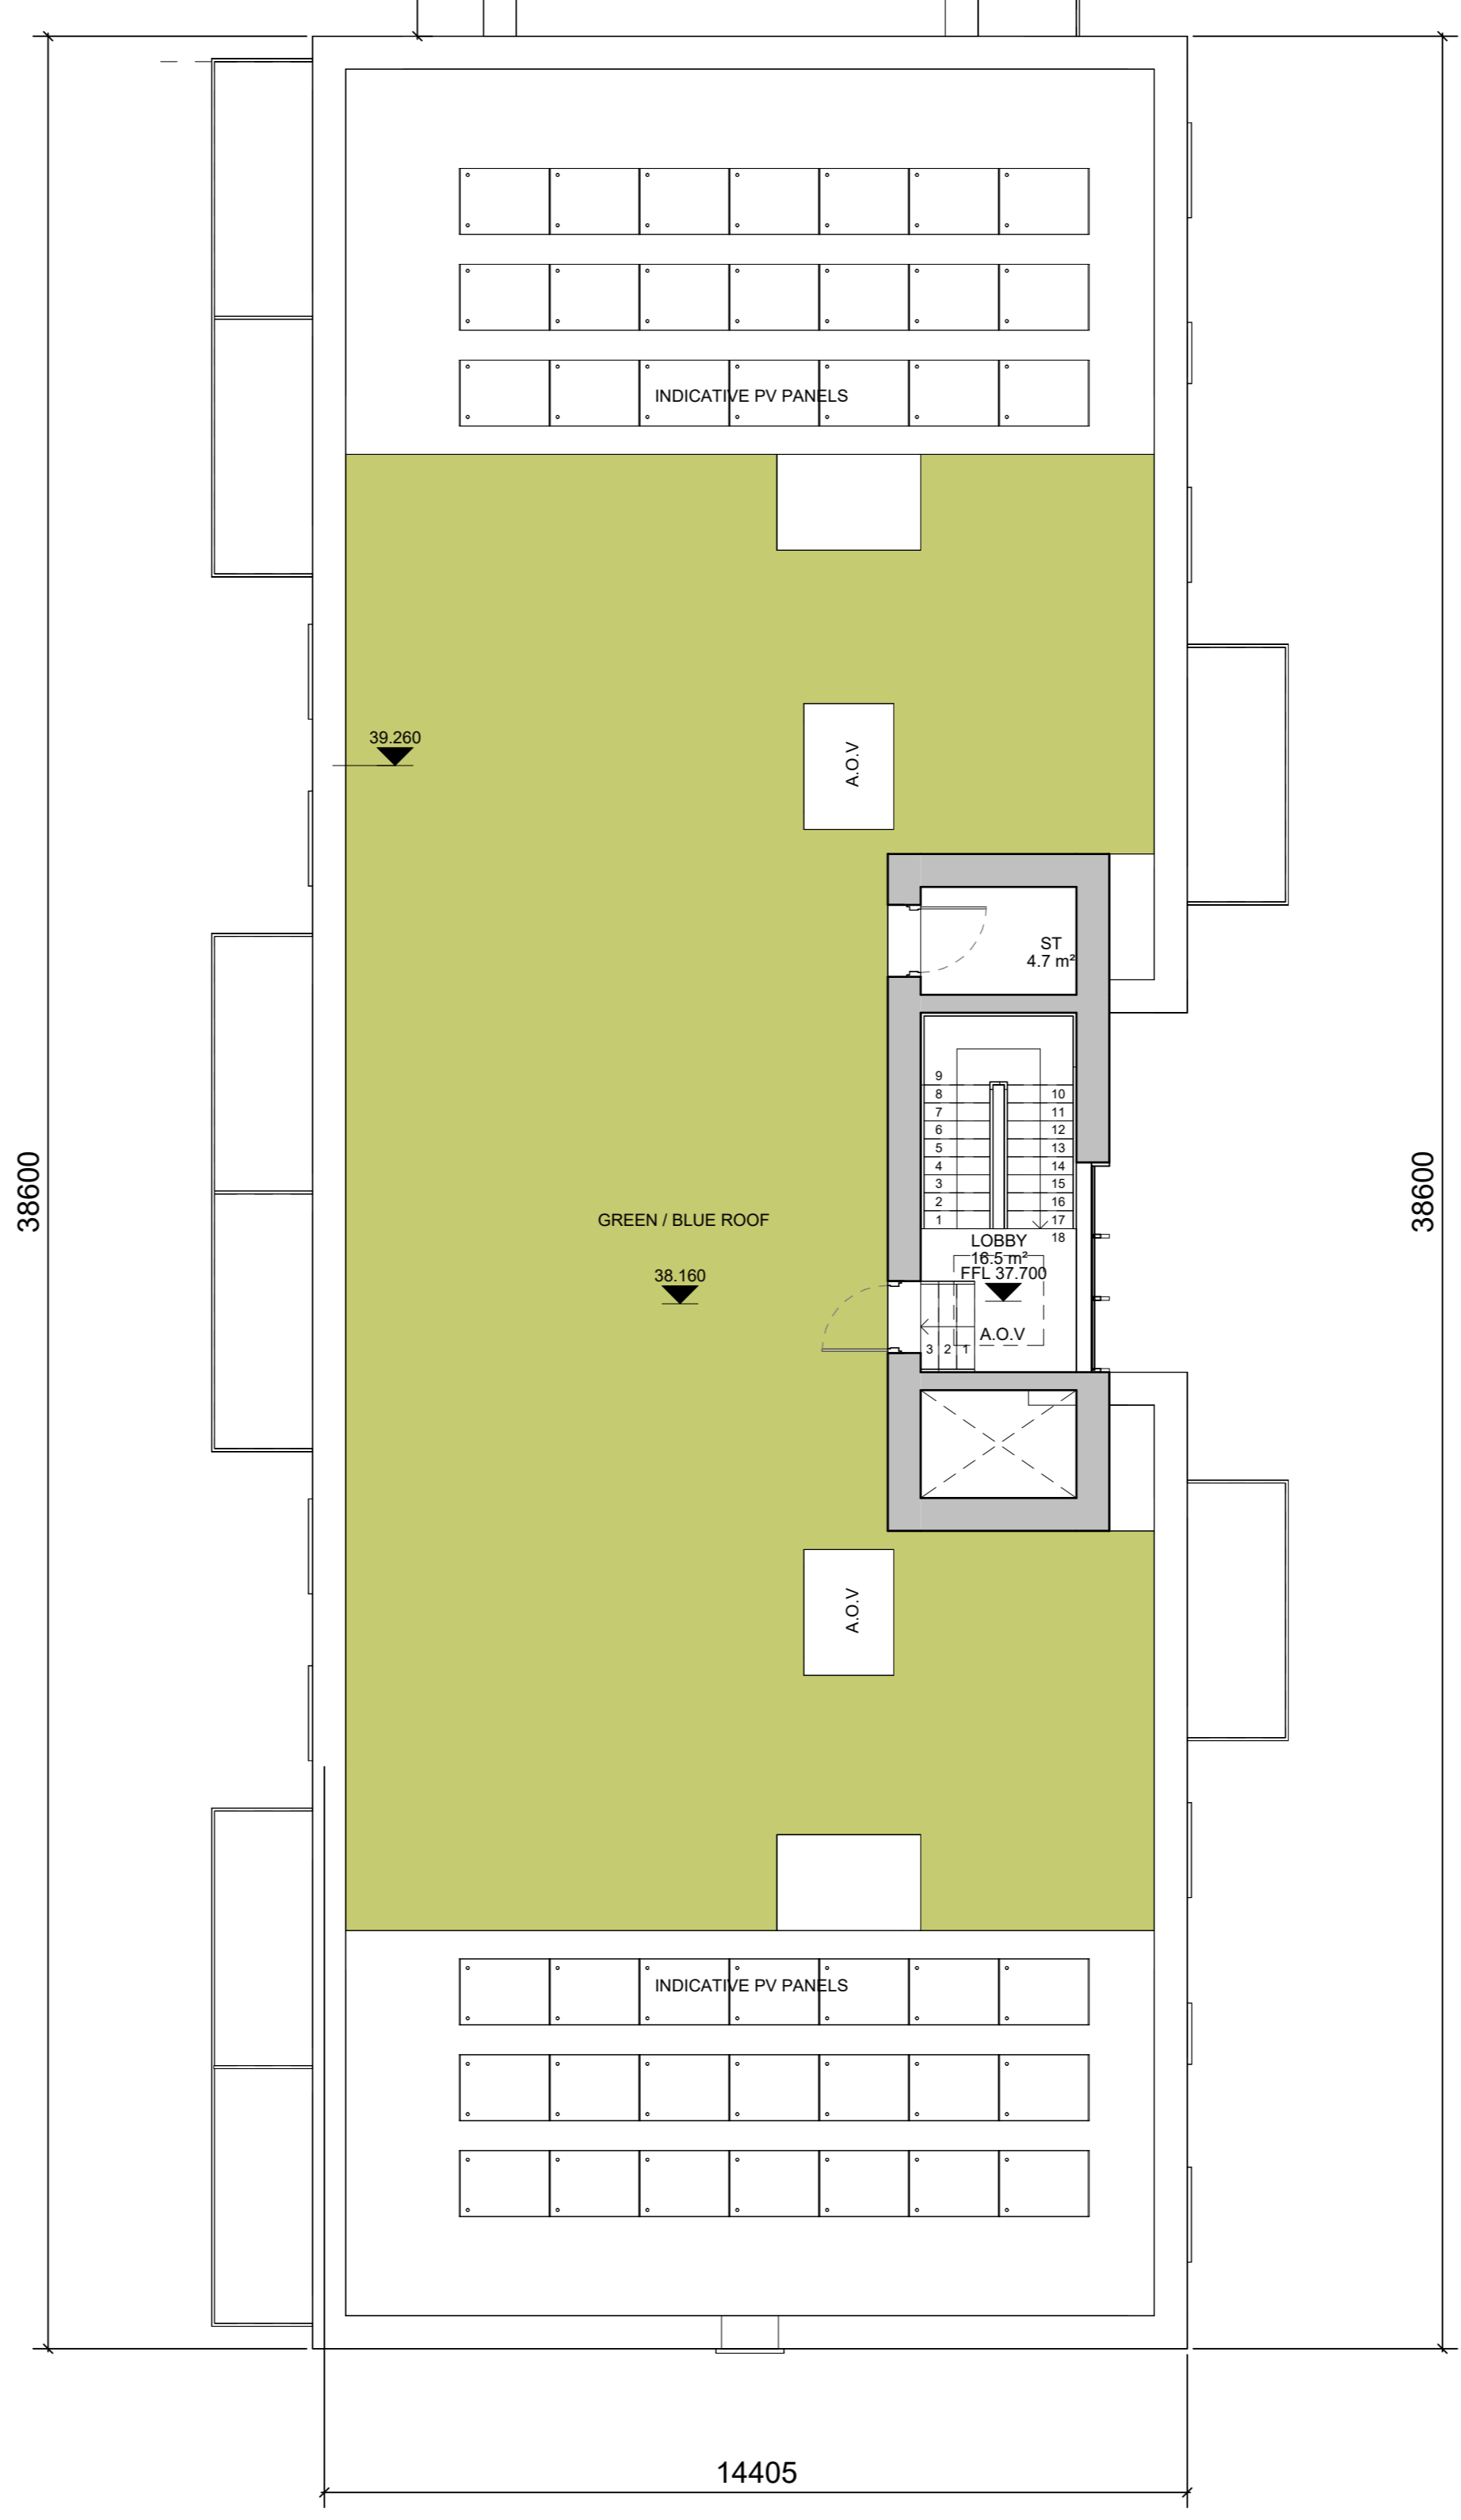 INDICATIVE PV PANELS
39.260
A.O.V
ST
4.7 m²
9
8
7
6
5
4
3
2
1
10
11
12
13
14
15
16
17
18
38600
38600
GREEN / BLUE ROOF
38.160
LOBBY
16.5 m²
FFL 37.700
A.O.V
3 2 1
A.O.V
INDICATIVE PV PANELS
14405